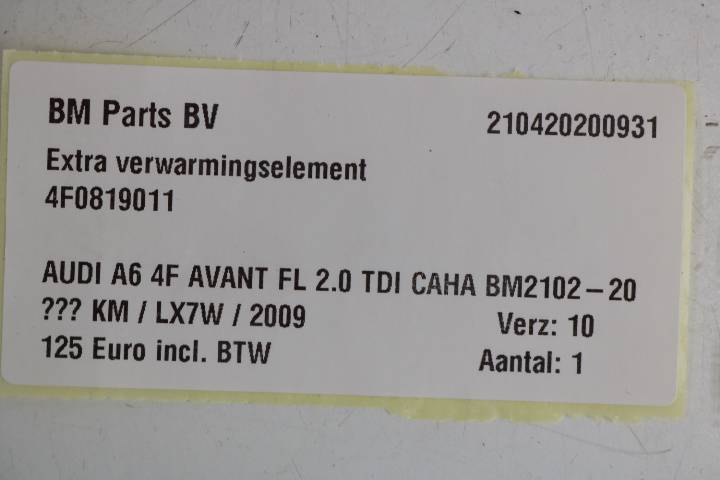 BM Parts BV 210420200931
Extra verwarmingselement
4F0819011
AUDI A6 4F AVANT FL 2.0 TDI CAHA BM2102-20
??? KM / LX7W / 2009 Verz: 10
125 Euro incl. BTW Aantal: 1